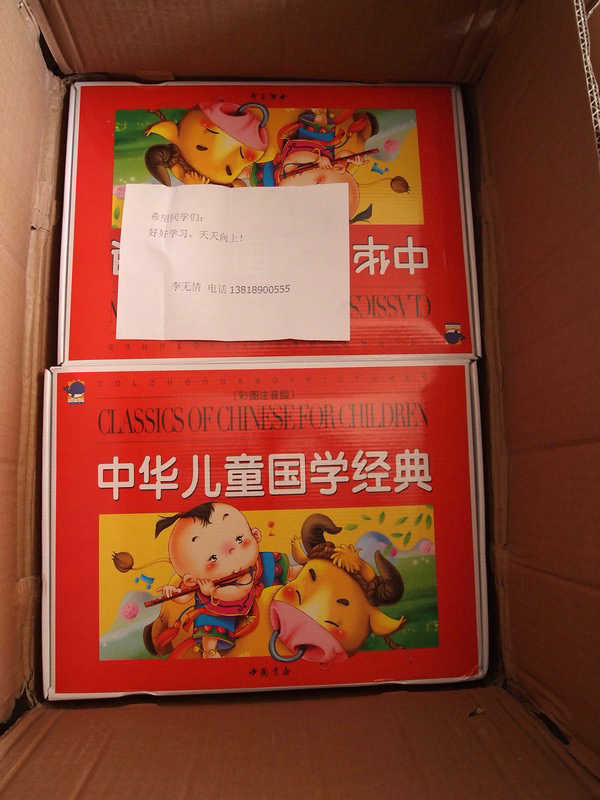 希望同学们:
好好学习,天天向上!
李无情 电话 13818900555
中
CLASSICS
(彩图注音版)
CLASSICS OF CHINESE FOR CHILDREN
中华儿童国学经典
中国书店